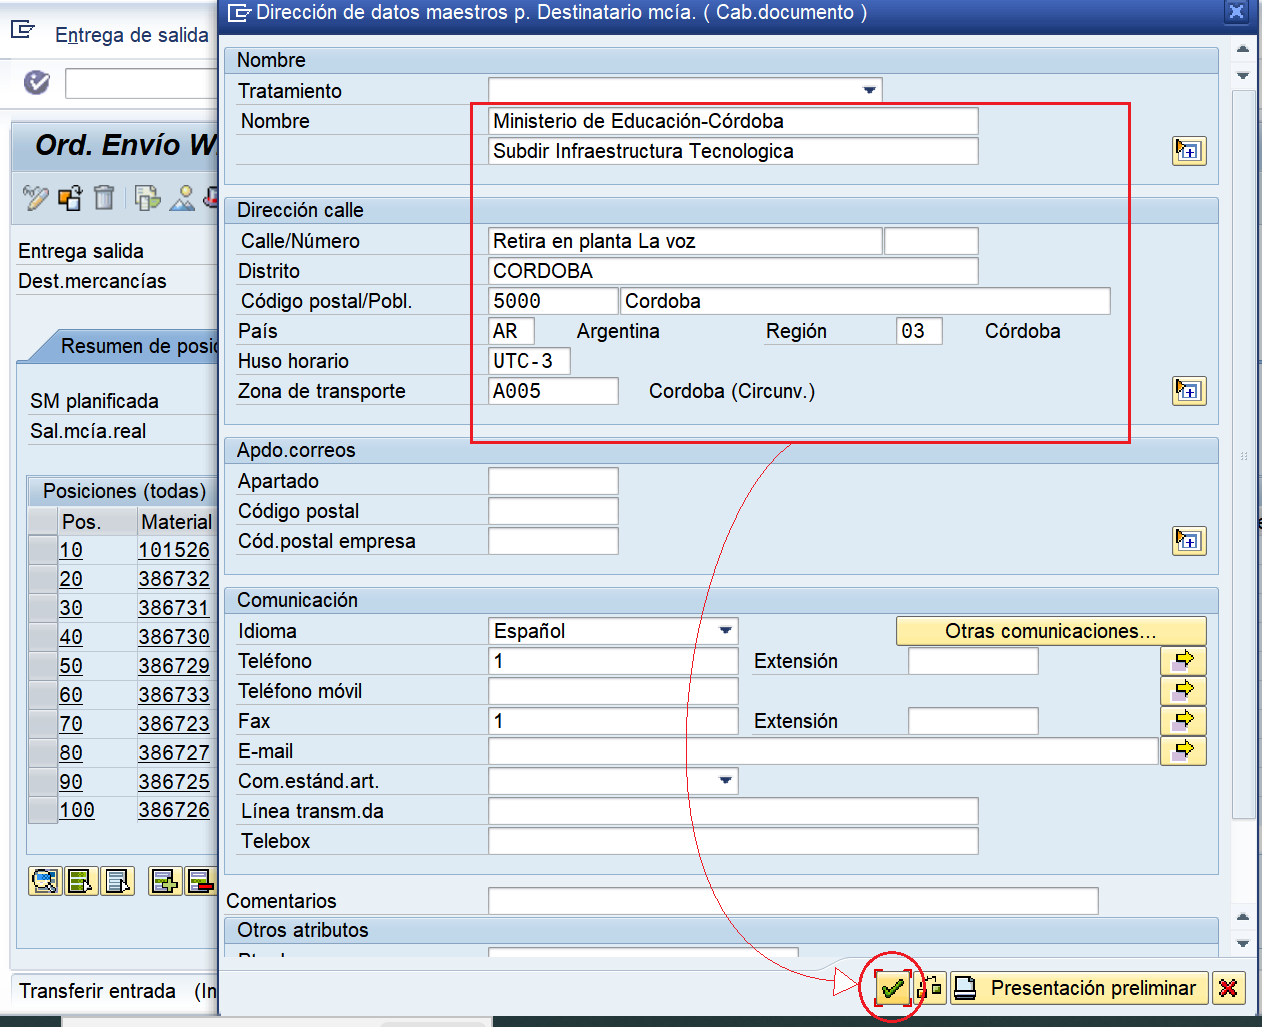 Entrega de salida
Ord. Envío W
Entrega salida
Dest.mercancías
Resumen de posic
SM planificada
Sal.mcía.real
Posiciones (todas)
Pos. Material
10 101526
20 386732
30 386731
40 386730
50 386729
60 386733
70 386723
80 386727
90 386725
100 386726
Transferir entrada (In
Dirección de datos maestros p. Destinatario mcía. ( Cab.documento )
Nombre
Tratamiento
Nombre Ministerio de Educación-Córdoba
Subdir Infraestructura Tecnologica
Dirección calle
Calle/Número Retira en planta La voz
Distrito CORDOBA
Código postal/Pobl. 5000 Cordoba
País AR Argentina Región 03 Córdoba
Huso horario UTC-3
Zona de transporte A005 Cordoba (Circunv.)
Apdo.correos
Apartado
Código postal
Cód.postal empresa
Comunicación
Idioma Español Otras comunicaciones...
Teléfono 1 Extensión
Teléfono móvil
Fax 1 Extensión
E-mail
Com.estánd.art.
Línea transm.da
Telebox
Comentarios
Otros atributos
Presentación preliminar